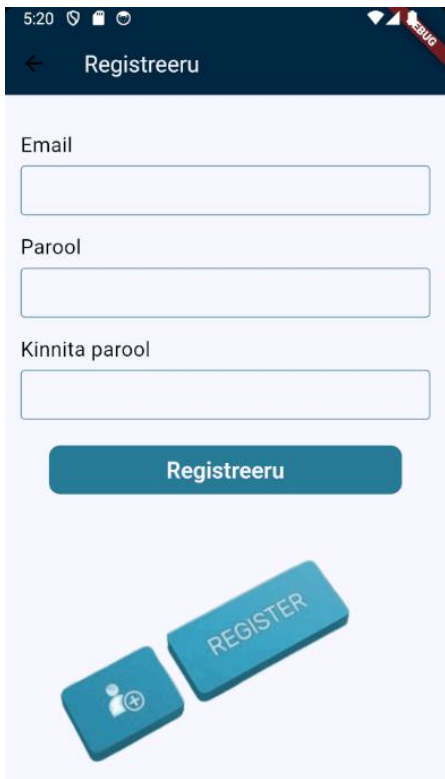 5:20
DEBUG
Registreeru
Email
Parool
Kinnita parool
Registreeru
REGISTER